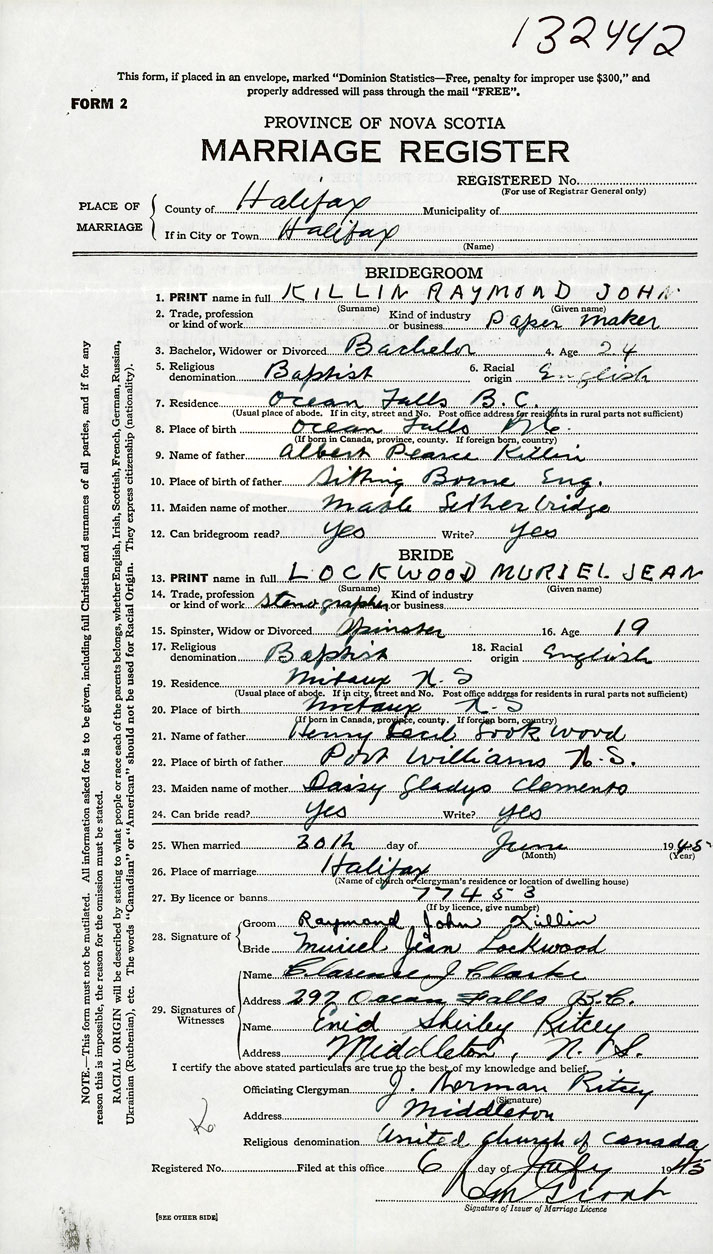 132442
This form, if placed in an envelope, marked "Dominion Statistics—Free, penalty for improper use $300," and
properly addressed will pass through the mail "FREE".
FORM 2
PROVINCE OF NOVA SCOTIA
MARRIAGE REGISTER
REGISTERED No.
(For use of Registrar General only)
PLACE OF MARRIAGE
County of Halifax Municipality of
If in City or Town Halifax
(Name)
BRIDEGROOM
1. PRINT name in full KILLIN RAYMOND JOHN
(Surname) (Given name)
2. Trade, profession or kind of work Kind of industry or business Paper maker
3. Bachelor, Widower or Divorced Bachelor 4. Age 24
5. Religious denomination Baptist 6. Racial origin English
7. Residence Ocean Falls B.C.
(Usual place of abode. If in city, street and No. Post office address for residents in rural parts not sufficient)
8. Place of birth Ocean Falls
(If born in Canada, province, county. If foreign born, country)
9. Name of father Albert Pearce Killin
10. Place of birth of father Sitting Borne Eng.
11. Maiden name of mother
12. Can bridegroom read? Yes Write? Yes
BRIDE
13. PRINT name in full LOCKWOOD MURIEL JEAN
(Surname) (Given name)
14. Trade, profession or kind of work stenographer Kind of industry or business
15. Spinster, Widow or Divorced Spinster 16. Age 19
17. Religious denomination Baptist 18. Racial origin English
19. Residence N.S
(Usual place of abode. If in city, street and No. Post office address for residents in rural parts not sufficient)
20. Place of birth N.S
(If born in Canada, province, county. If foreign born, country)
21. Name of father Henry Cecil Lockwood
22. Place of birth of father Port Williams N.S.
23. Maiden name of mother Daisy Gladys Clements
24. Can bride read? Yes Write? Yes
25. When married 30th day of June 1945
(Month) (Year)
26. Place of marriage Halifax
(Name of church or clergyman's residence or location of dwelling house)
27. By licence or banns 77453
(If by licence, give number)
28. Signature of
Groom Raymond John Killin
Bride Muriel Jean Lockwood
29. Signatures of Witnesses
Name Clarence J Clarke
Address 292 Ocean Falls B.C.
Name Enid Shirley Ritcey
Address Middleton, N.S.
I certify the above stated particulars are true to the best of my knowledge and belief.
Officiating Clergyman J. Herman Ritcey
(Signature)
Address Middleton
Religious denomination United Church of Canada
Registered No. Filed at this office 6 day of July 1945
Grant
Signature of Issuer of Marriage Licence
[SEE OTHER SIDE]
NOTE.—This form must not be mutilated. All information asked for is to be given, including full Christian and surnames of all parties, and if for any
reason this is impossible, the reason for the omission must be stated.
RACIAL ORIGIN will be described by stating to what people or race each of the parents belongs, whether English, Irish, Scottish, French, German, Russian,
Ukrainian (Ruthenian), etc. The words "Canadian" or "American" should not be used for Racial Origin. They express citizenship (nationality).